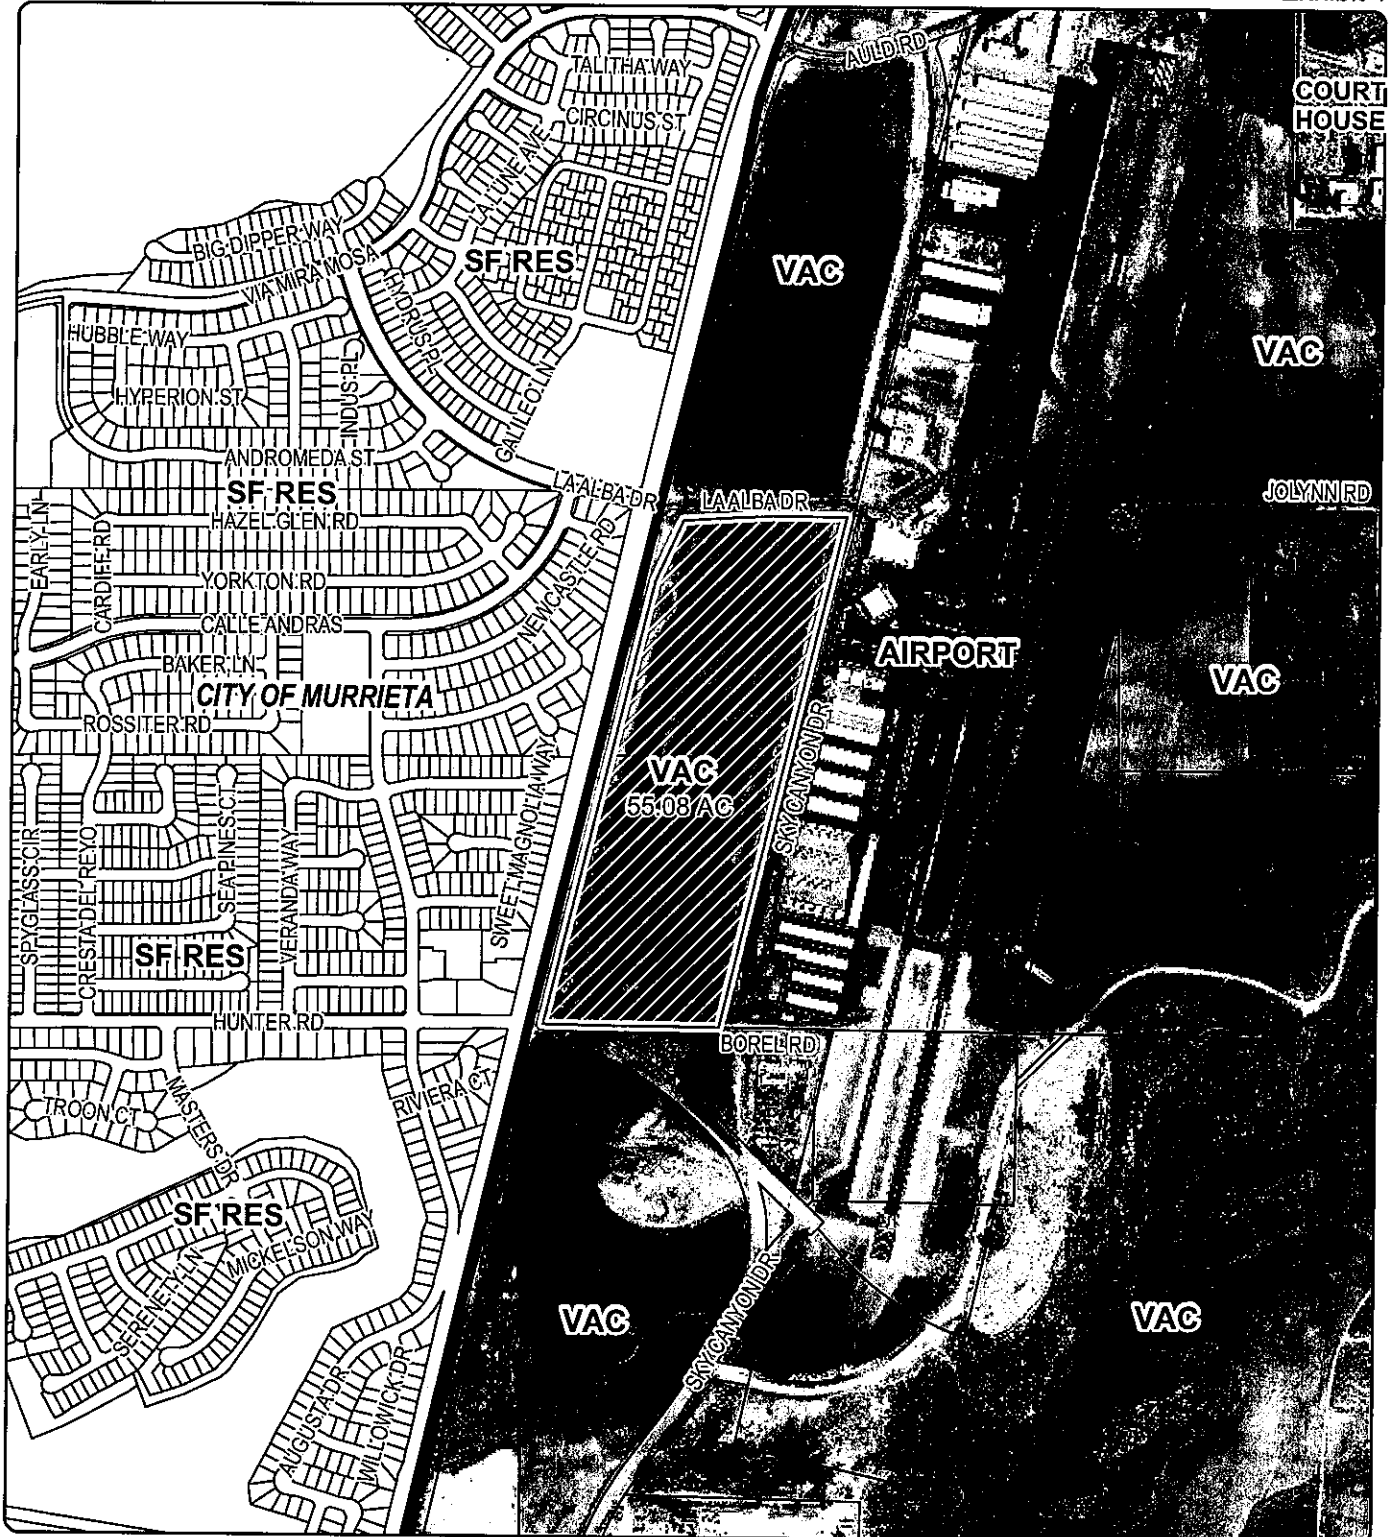 AULD RD
TALITHA WAY
COURT
HOUSE
CIRCINUS ST
LA LUNE AVE
BIG DIPPER WAY
SF RES
VIA MIRA MOSA
VAC
HYDRUS PL
HUBBLE WAY
VAC
INDUS PL
HYPERION ST
GALILEO LN
ANDROMEDA ST
SF RES
LA ALBA DR
LA ALBA DR
JOLYNN RD
HAZEL GLEN RD
EARLY LN
CARDIFF RD
NEWCASTLE RD
YORKTON RD
CALLE ANDRAS
AIRPORT
BAKER LN
VAC
CITY OF MURRIETA
ROSSITER RD
VAC
55.08 AC
SKY CANYON DR
SPYGLASS CIR
CRESTA DEL REYO
SEA PINES CT
VERANDA WAY
SWEET MAGNOLIA WAY
SF RES
HUNTER RD
BOREL RD
TROON CT
MASTERS DR
RIVIERA CT
SF RES
MICKELSON WAY
SERENETY LN
SKY CANYON DR
VAC
VAC
AUGUSTA DR
WILLOWICK DR